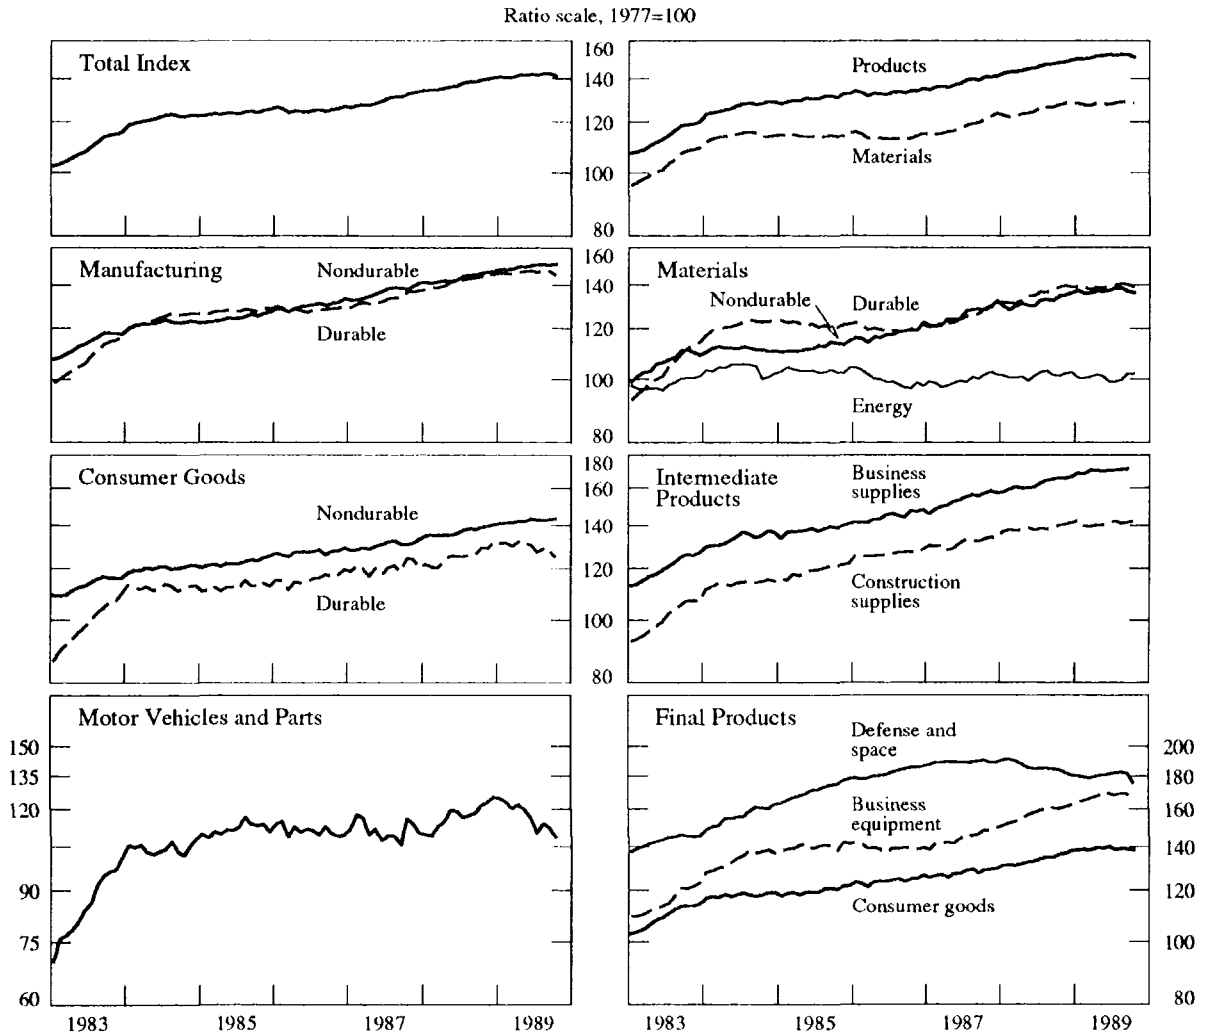 Ratio scale, 1977=100
Total Index
160
140
120
100
80
Products
Materials
Manufacturing
Nondurable
Durable
160
140
120
100
80
Materials
Nondurable
Durable
Energy
Consumer Goods
Nondurable
Durable
180
160
140
120
100
80
Intermediate
Products
Business
supplies
Construction
supplies
Motor Vehicles and Parts
150
135
120
90
75
60
1983
1985
1987
1989
Final Products
Defense and
space
Business
equipment
Consumer goods
200
180
160
140
120
100
80
1983
1985
1987
1989